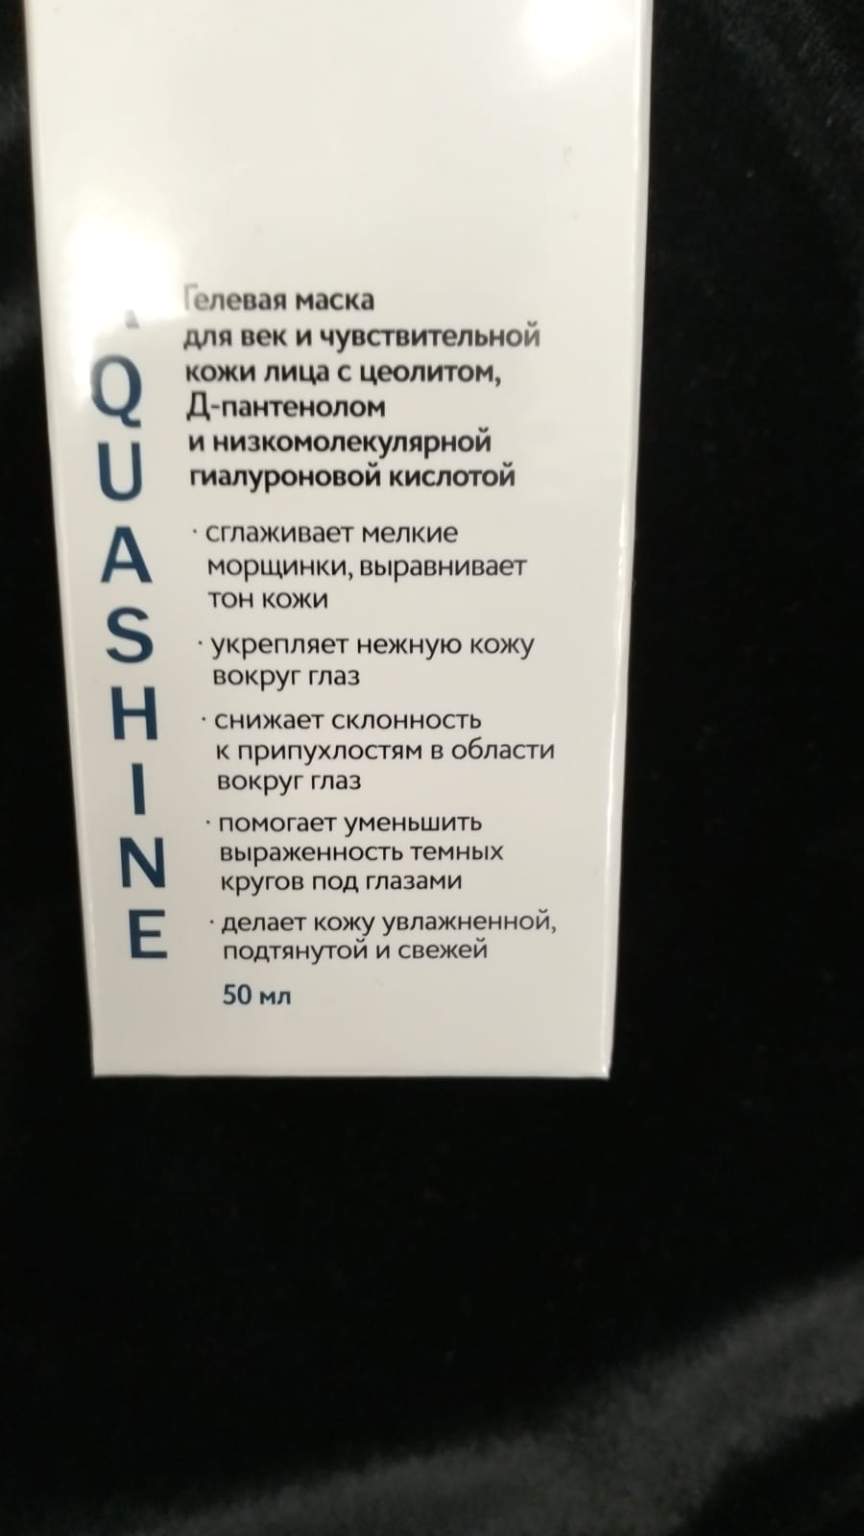 AQUASHINE
Гелевая маска
для век и чувствительной
кожи лица с цеолитом,
Д-пантенолом
и низкомолекулярной
гиалуроновой кислотой
· сглаживает мелкие
морщинки, выравнивает
тон кожи
· укрепляет нежную кожу
вокруг глаз
· снижает склонность
к припухлостям в области
вокруг глаз
· помогает уменьшить
выраженность темных
кругов под глазами
· делает кожу увлажненной,
подтянутой и свежей
50 мл